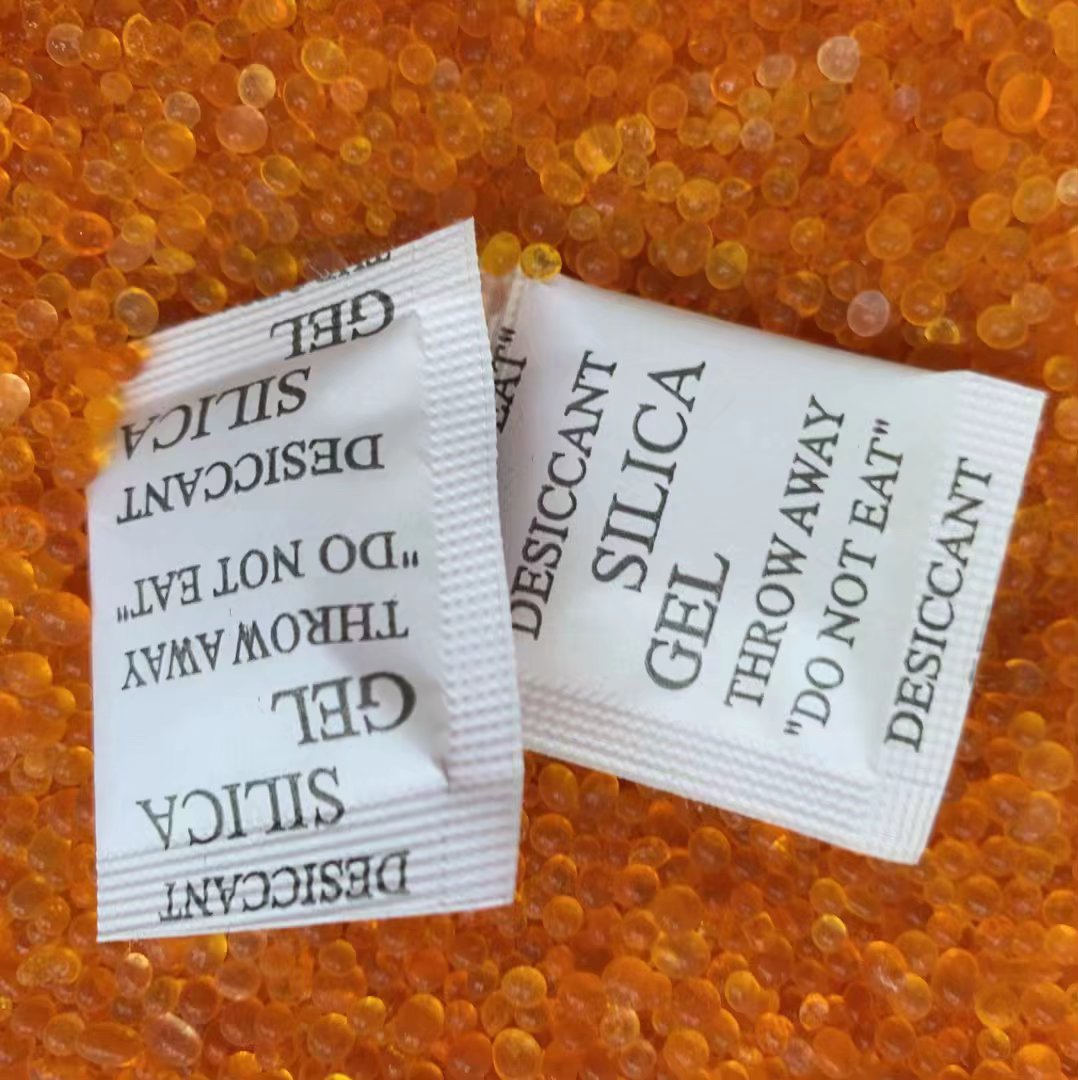 DESICCANT
SILICA
GEL
THROW AWAY
"DO NOT EAT"
DESICCANT
SILICA
GEL
EAT"
DESICCANT
SILICA
GEL
THROW AWAY
"DO NOT EAT"
DESICCANT